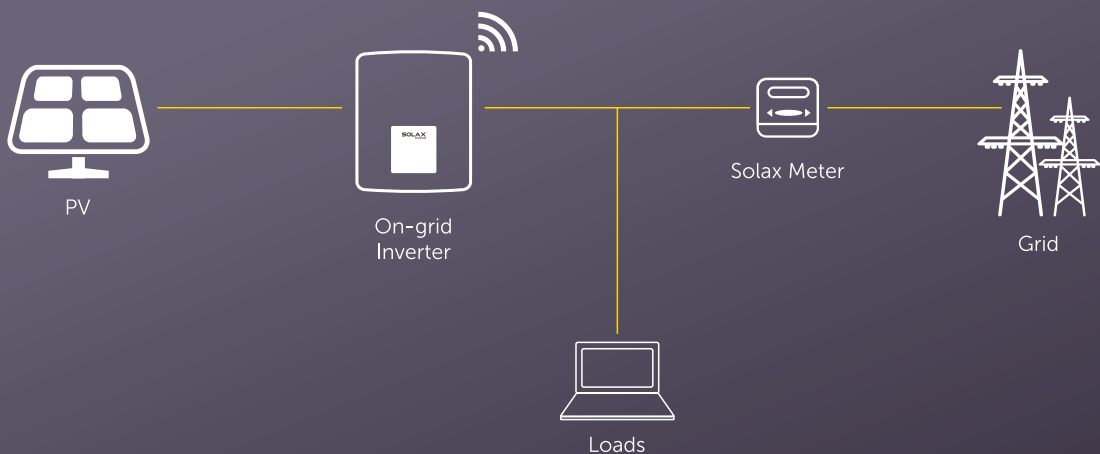 SOLAX
PV
On-grid
Inverter
Solax Meter
Grid
Loads